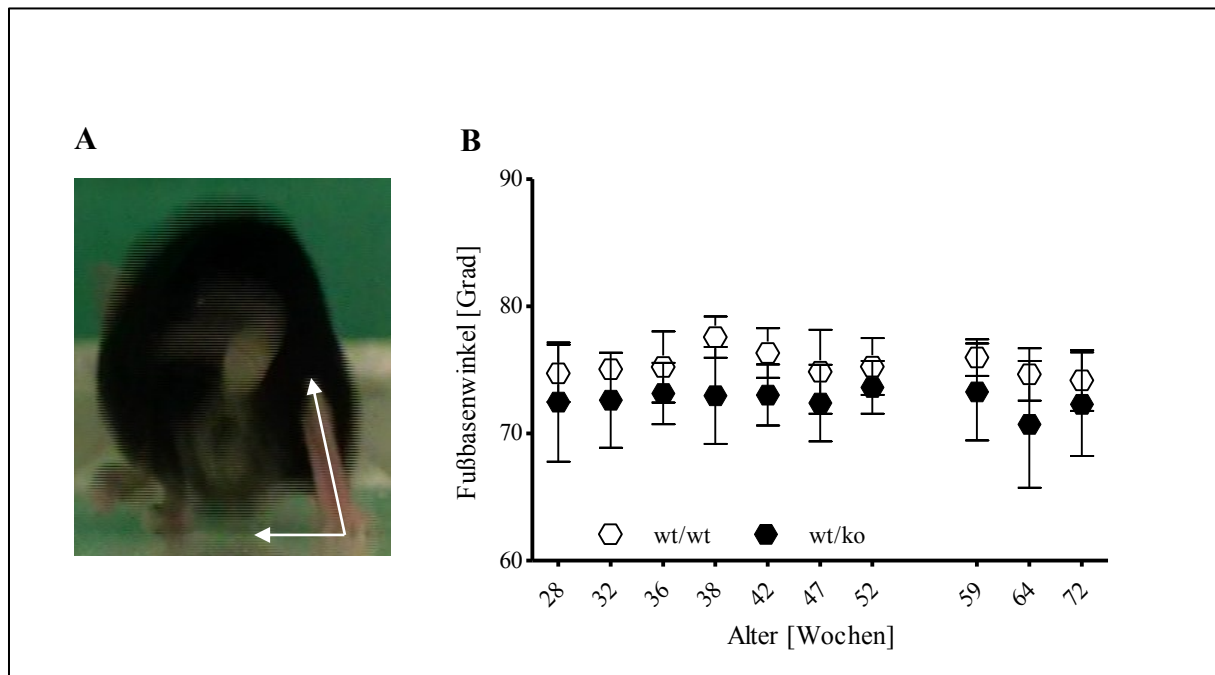 A
B
90
80
70
60
Fußbasenwinkel [Grad]
wt/wt wt/ko
28 32 36 38 42 47 52 59 64 72
Alter [Wochen]